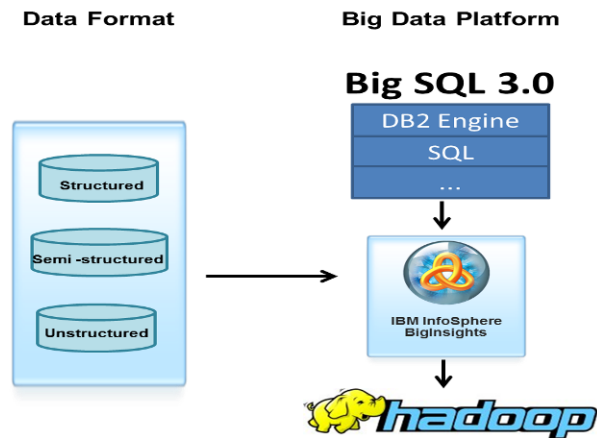 Data Format
Big Data Platform
Big SQL 3.0
DB2 Engine
SQL
...
Structured
Semi -structured
Unstructured
IBM InfoSphere
BigInsights
hadoop